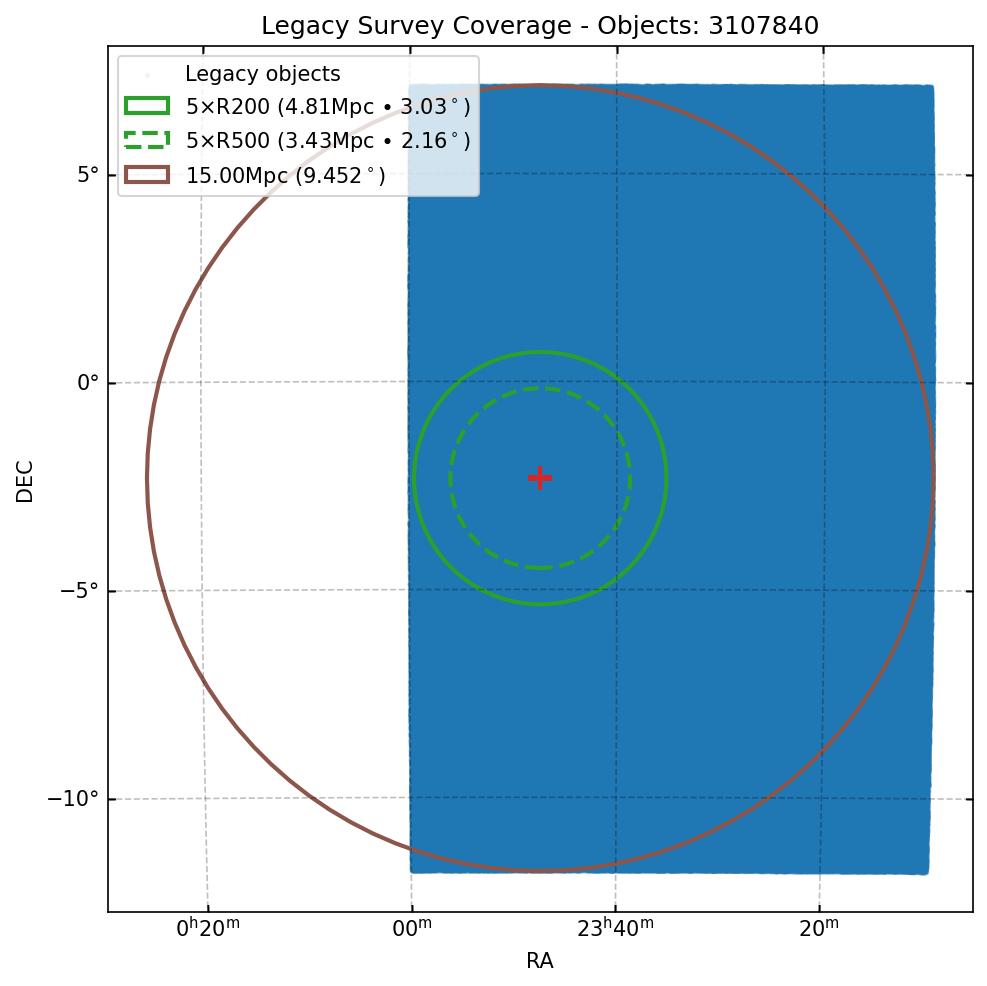 Legacy Survey Coverage - Objects: 3107840
Legacy objects
5×R200 (4.81Mpc • 3.03°)
5×R500 (3.43Mpc • 2.16°)
15.00Mpc (9.452°)
5°
0°
−5°
−10°
DEC
0ʰ20ᵐ 00ᵐ 23ʰ40ᵐ 20ᵐ
RA